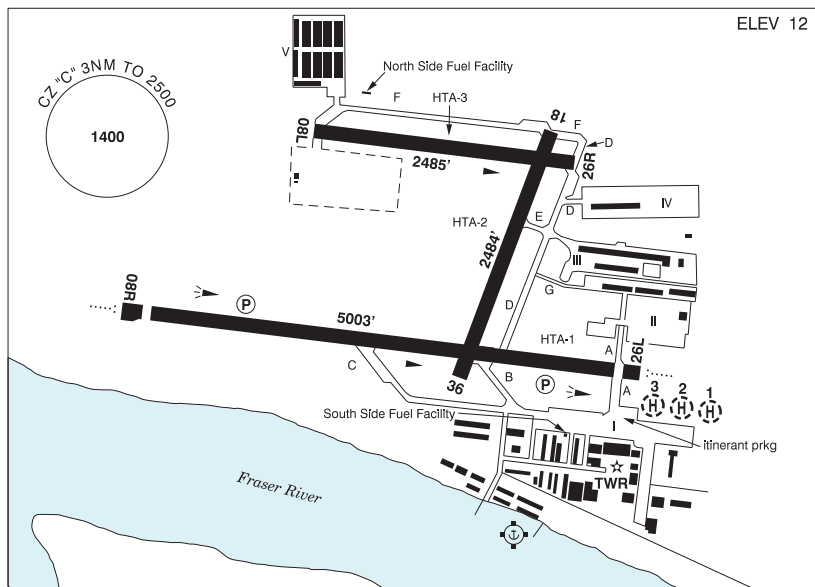 ELEV 12
CZ "C" 3NM TO 2500
1400
V
North Side Fuel Facility
F
HTA-3
18
F
D
08L
2485'
26R
IV
D
E
HTA-2
2484'
III
08R
P
5003'
D
G
HTA-1
II
A
26L
C
B
P
A
3
2
1
H
H
H
36
South Side Fuel Facility
I
Itinerant prkg
TWR
Fraser River